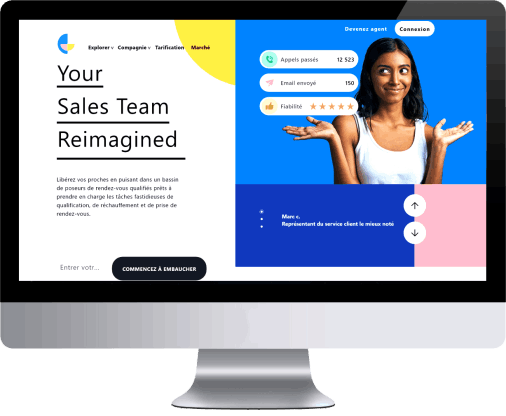 Devenez agent
Connexion
Explorer Compagnie Tarification Marché
Your
Sales Team
Reimagined
Appels passés 12 523
Email envoyé 150
Fiabilité
Libérez vos proches en puisant dans un bassin
de poseurs de rendez-vous qualifiés prêts à
prendre en charge les tâches fastidieuses de
qualification, de réchauffement et de prise de
rendez-vous.
Marc v.
Représentant du service client le mieux noté
Entrer votr...
COMMENCEZ À EMBAUCHER